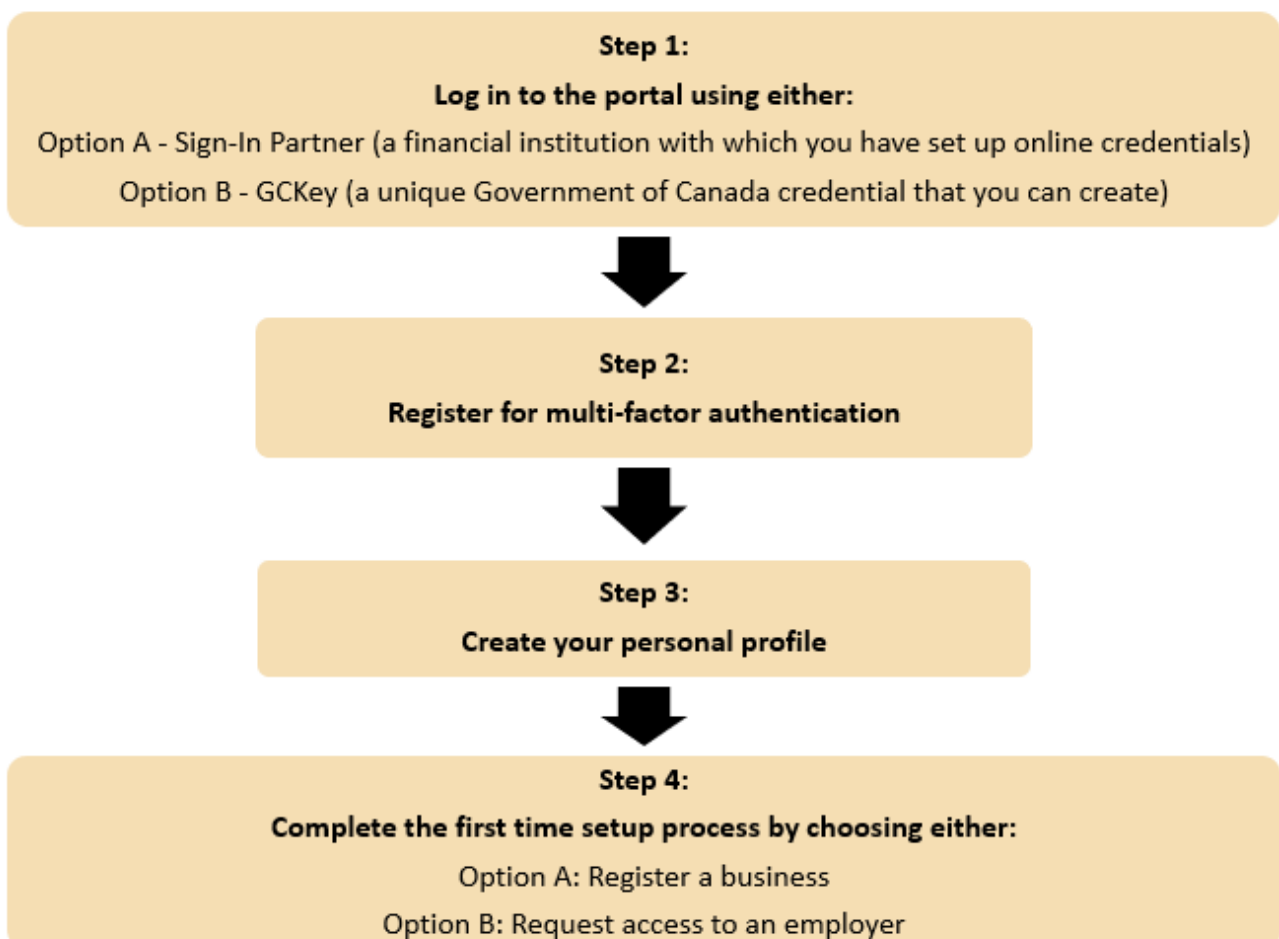 Step 1:
Log in to the portal using either:
Option A - Sign-In Partner (a financial institution with which you have set up online credentials)
Option B - GCKey (a unique Government of Canada credential that you can create)
Step 2:
Register for multi-factor authentication
Step 3:
Create your personal profile
Step 4:
Complete the first time setup process by choosing either:
Option A: Register a business
Option B: Request access to an employer